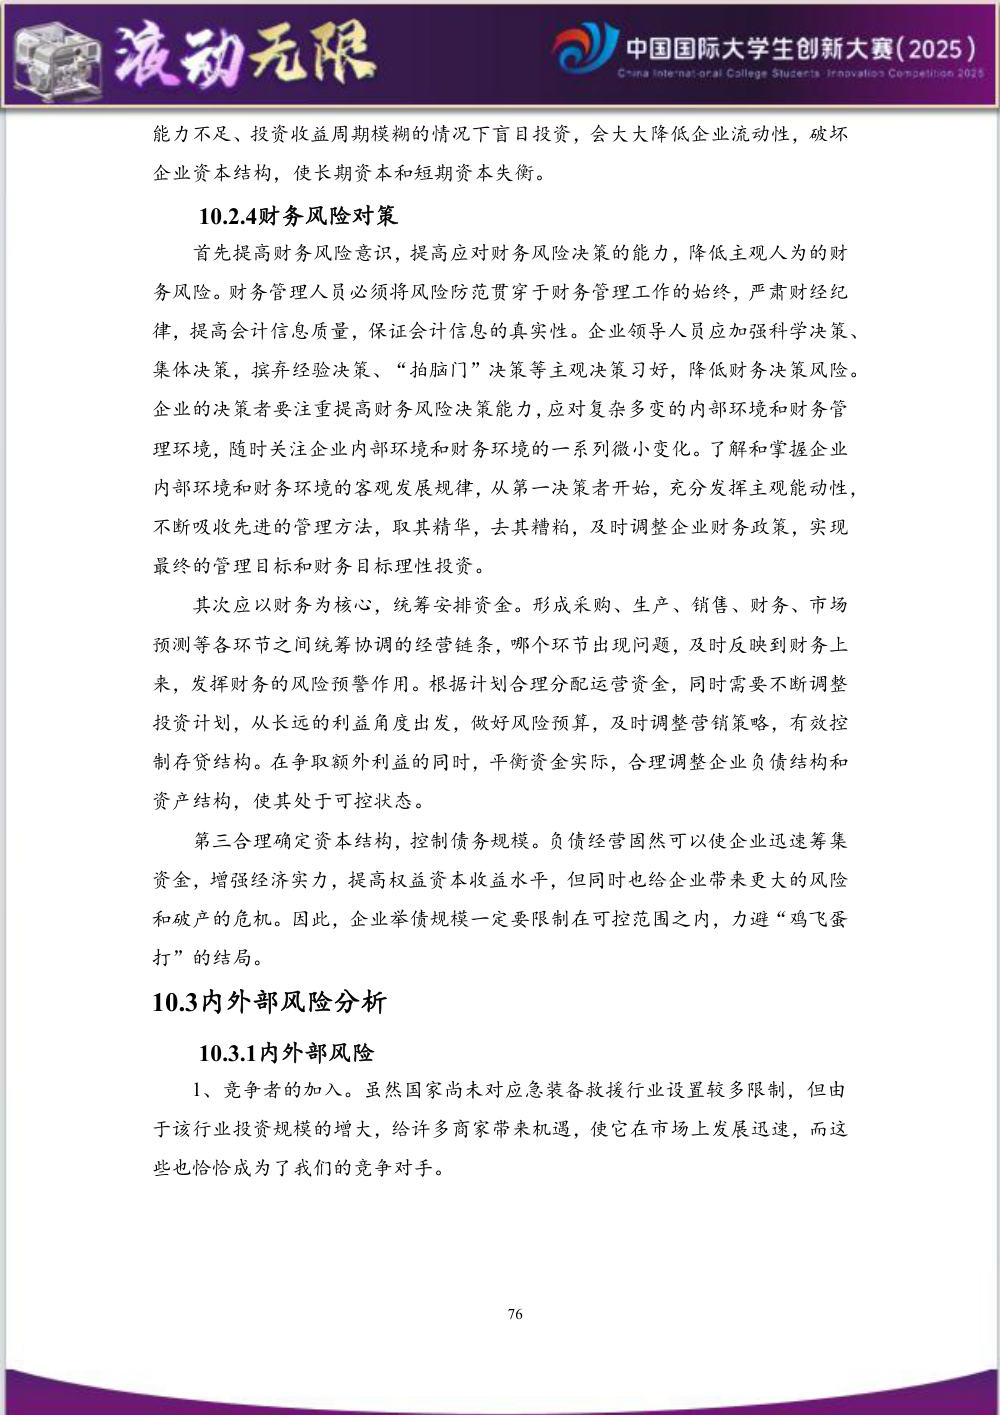 液动无限
中国国际大学生创新大赛(2025)
China International College Students' Innovation Competition 2025
能力不足、投资收益周期模糊的情况下盲目投资，会大大降低企业流动性，破坏
企业资本结构，使长期资本和短期资本失衡。
10.2.4财务风险对策
首先提高财务风险意识，提高应对财务风险决策的能力，降低主观人为的财
务风险。财务管理人员必须将风险防范贯穿于财务管理工作的始终，严肃财经纪
律，提高会计信息质量，保证会计信息的真实性。企业领导人员应加强科学决策、
集体决策，摈弃经验决策、“拍脑门”决策等主观决策习好，降低财务决策风险。
企业的决策者要注重提高财务风险决策能力，应对复杂多变的内部环境和财务管
理环境，随时关注企业内部环境和财务环境的一系列微小变化。了解和掌握企业
内部环境和财务环境的客观发展规律，从第一决策者开始，充分发挥主观能动性，
不断吸收先进的管理方法，取其精华，去其糟粕，及时调整企业财务政策，实现
最终的管理目标和财务目标理性投资。
其次应以财务为核心，统筹安排资金。形成采购、生产、销售、财务、市场
预测等各环节之间统筹协调的经营链条，哪个环节出现问题，及时反映到财务上
来，发挥财务的风险预警作用。根据计划合理分配运营资金，同时需要不断调整
投资计划，从长远的利益角度出发，做好风险预算，及时调整营销策略，有效控
制存贷结构。在争取额外利益的同时，平衡资金实际，合理调整企业负债结构和
资产结构，使其处于可控状态。
第三合理确定资本结构，控制债务规模。负债经营固然可以使企业迅速筹集
资金，增强经济实力，提高权益资本收益水平，但同时也给企业带来更大的风险
和破产的危机。因此，企业举债规模一定要限制在可控范围之内，力避“鸡飞蛋
打”的结局。
10.3内外部风险分析
10.3.1内外部风险
1、竞争者的加入。虽然国家尚未对应急装备救援行业设置较多限制，但由
于该行业投资规模的增大，给许多商家带来机遇，使它在市场上发展迅速，而这
些也恰恰成为了我们的竞争对手。
76